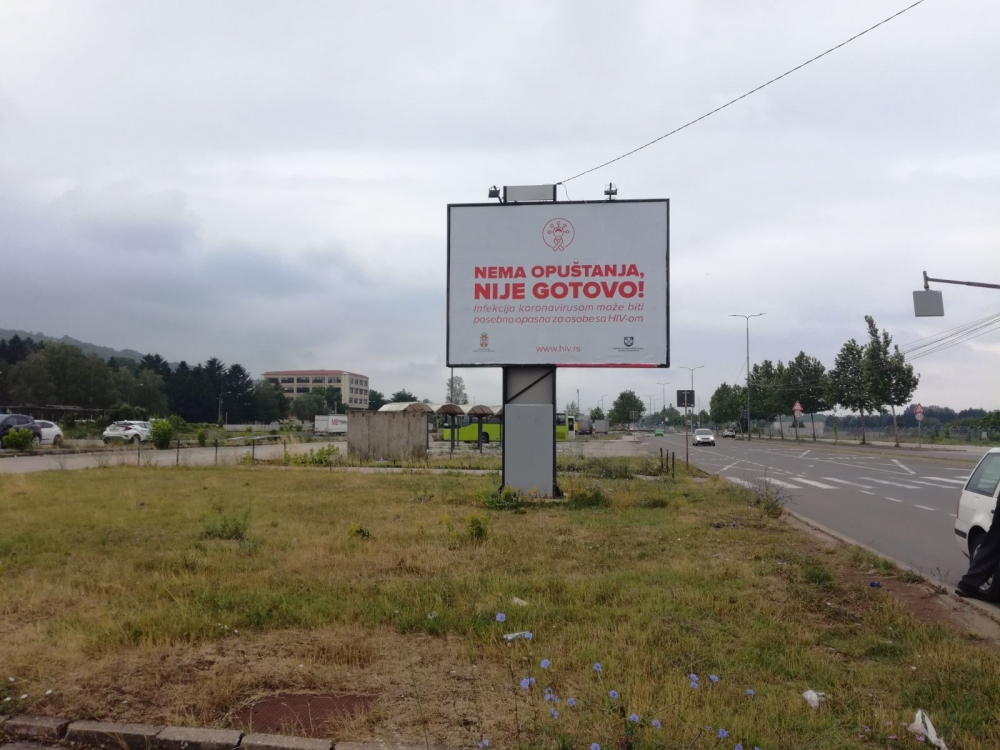 NEMA OPUŠTANJA,
NIJE GOTOVO!
Infekcija koronavirusom može biti
posebno opasna za osobe sa HIV-om
www.hiv.rs